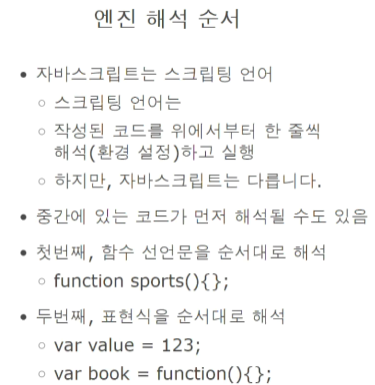 엔진 해석 순서
• 자바스크립트는 스크립팅 언어
◦ 스크립팅 언어는
◦ 작성된 코드를 위에서부터 한 줄씩
해석(환경 설정)하고 실행
◦ 하지만, 자바스크립트는 다릅니다.
• 중간에 있는 코드가 먼저 해석될 수도 있음
• 첫번째, 함수 선언문을 순서대로 해석
◦ function sports(){};
• 두번째, 표현식을 순서대로 해석
◦ var value = 123;
◦ var book = function(){};